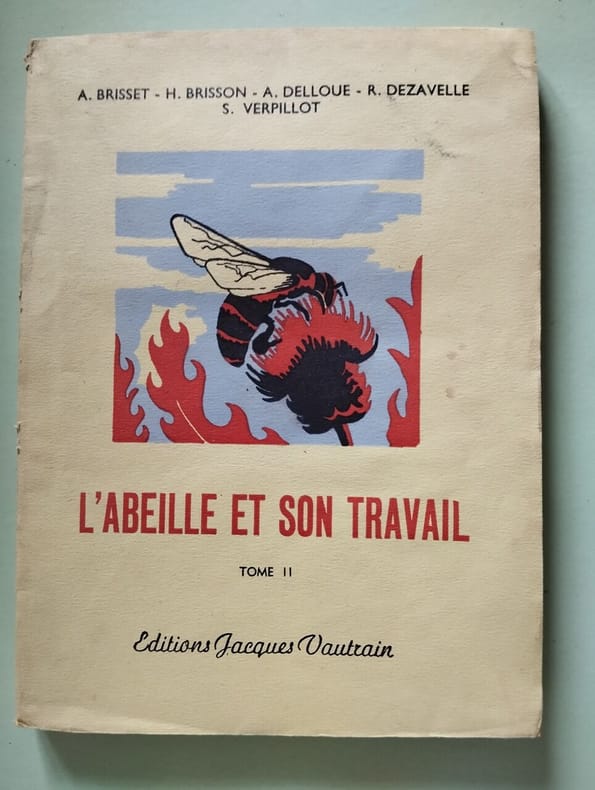 A. BRISSET - H. BRISSON - A. DELLOUE - R. DEZAVELLE
S. VERPILLOT
L'ABEILLE ET SON TRAVAIL
TOME II
Editions Jacques Vautrain